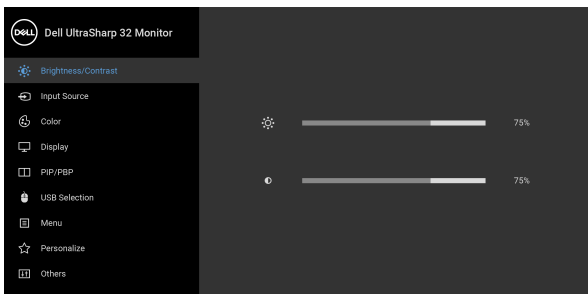 DELL
Dell UltraSharp 32 Monitor
Brightness/Contrast
Input Source
Color
Display
PIP/PBP
USB Selection
Menu
Personalize
Others
75%
75%